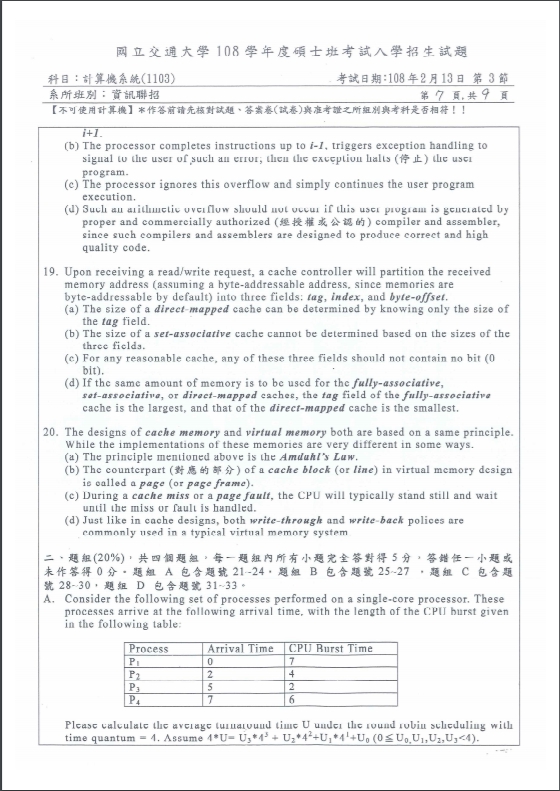 國立交通大學 108 學年度碩士班考試入學招生試題
科目：計算機系統(1103) 考試日期:108年2月13日 第 3 節
系所班別：資訊聯招 第 7 頁,共 9 頁
【不可使用計算機】*作答前請先核對試題、答案卷(試卷)與准考證之所組別與考科是否相符！！
i+1.
(b) The processor completes instructions up to i-1, triggers exception handling to
signal to the user of such an error, then the exception halts (停止) the user
program.
(c) The processor ignores this overflow and simply continues the user program
execution.
(d) Such an arithmetic overflow should not occur if this user program is generated by
proper and commercially authorized (經授權或公認的) compiler and assembler,
since such compilers and assemblers are designed to produce correct and high
quality code.
19. Upon receiving a read/write request, a cache controller will partition the received
memory address (assuming a byte-addressable address, since memories are
byte-addressable by default) into three fields: tag, index, and byte-offset.
(a) The size of a direct-mapped cache can be determined by knowing only the size of
the tag field.
(b) The size of a set-associative cache cannot be determined based on the sizes of the
three fields.
(c) For any reasonable cache, any of these three fields should not contain no bit (0
bit).
(d) If the same amount of memory is to be used for the fully-associative,
set-associative, or direct-mapped caches, the tag field of the fully-associative
cache is the largest, and that of the direct-mapped cache is the smallest.
20. The designs of cache memory and virtual memory both are based on a same principle.
While the implementations of these memories are very different in some ways.
(a) The principle mentioned above is the Amdahl's Law.
(b) The counterpart (對應的部分) of a cache block (or line) in virtual memory design
is called a page (or page frame).
(c) During a cache miss or a page fault, the CPU will typically stand still and wait
until the miss or fault is handled.
(d) Just like in cache designs, both write-through and write-back polices are
commonly used in a typical virtual memory system
二、題組(20%)，共四個題組，每一題組內所有小題完全答對得 5 分，答錯任一小題或
未作答得 0 分。題組 A 包含題號 21-24，題組 B 包含題號 25-27 ，題組 C 包含題
號 28-30，題組 D 包含題號 31-33。
A. Consider the following set of processes performed on a single-core processor. These
processes arrive at the following arrival time, with the length of the CPU burst given
in the following table:
Process Arrival Time CPU Burst Time
P₁ 0 7
P₂ 2 4
P₃ 5 2
P₄ 7 6
Please calculate the average turnaround time U under the round robin scheduling with
time quantum = 4. Assume 4*U= U₃*4³ + U₂*4²+U₁*4¹+U₀ (0≦U₀,U₁,U₂,U₃<4).